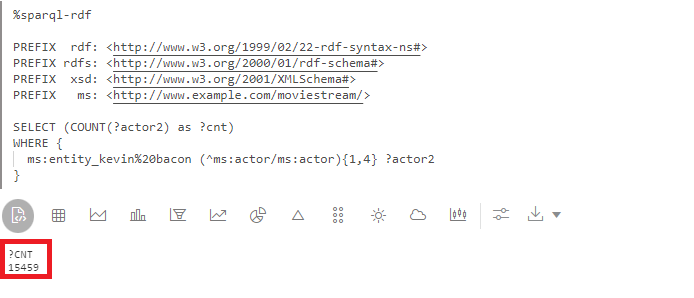 %sparql-rdf
PREFIX rdf: <http://www.w3.org/1999/02/22-rdf-syntax-ns#>
PREFIX rdfs: <http://www.w3.org/2000/01/rdf-schema#>
PREFIX xsd: <http://www.w3.org/2001/XMLSchema#>
PREFIX ms: <http://www.example.com/moviestream/>
SELECT (COUNT(?actor2) as ?cnt)
WHERE {
ms:entity_kevin%20bacon (^ms:actor/ms:actor){1,4} ?actor2
}
?CNT
15459